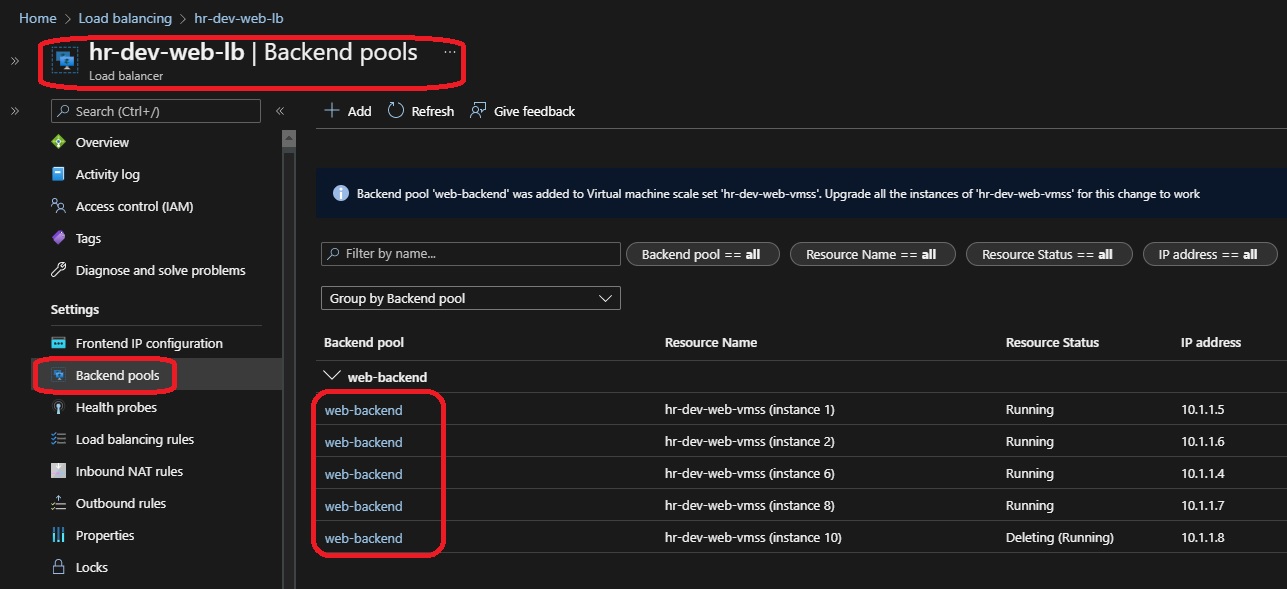 Home > Load balancing > hr-dev-web-lb
hr-dev-web-lb | Backend pools ...
Load balancer
Search (Ctrl+/)
Overview
Activity log
Access control (IAM)
Tags
Diagnose and solve problems
Settings
Frontend IP configuration
Backend pools
Health probes
Load balancing rules
Inbound NAT rules
Outbound rules
Properties
Locks
Add Refresh Give feedback
Backend pool 'web-backend' was added to Virtual machine scale set 'hr-dev-web-vmss'. Upgrade all the instances of 'hr-dev-web-vmss' for this change to work
Filter by name... Backend pool == all Resource Name == all Resource Status == all IP address == all
Group by Backend pool
Backend pool Resource Name Resource Status IP address
web-backend
web-backend hr-dev-web-vmss (instance 1) Running 10.1.1.5
web-backend hr-dev-web-vmss (instance 2) Running 10.1.1.6
web-backend hr-dev-web-vmss (instance 6) Running 10.1.1.4
web-backend hr-dev-web-vmss (instance 8) Running 10.1.1.7
web-backend hr-dev-web-vmss (instance 10) Deleting (Running) 10.1.1.8